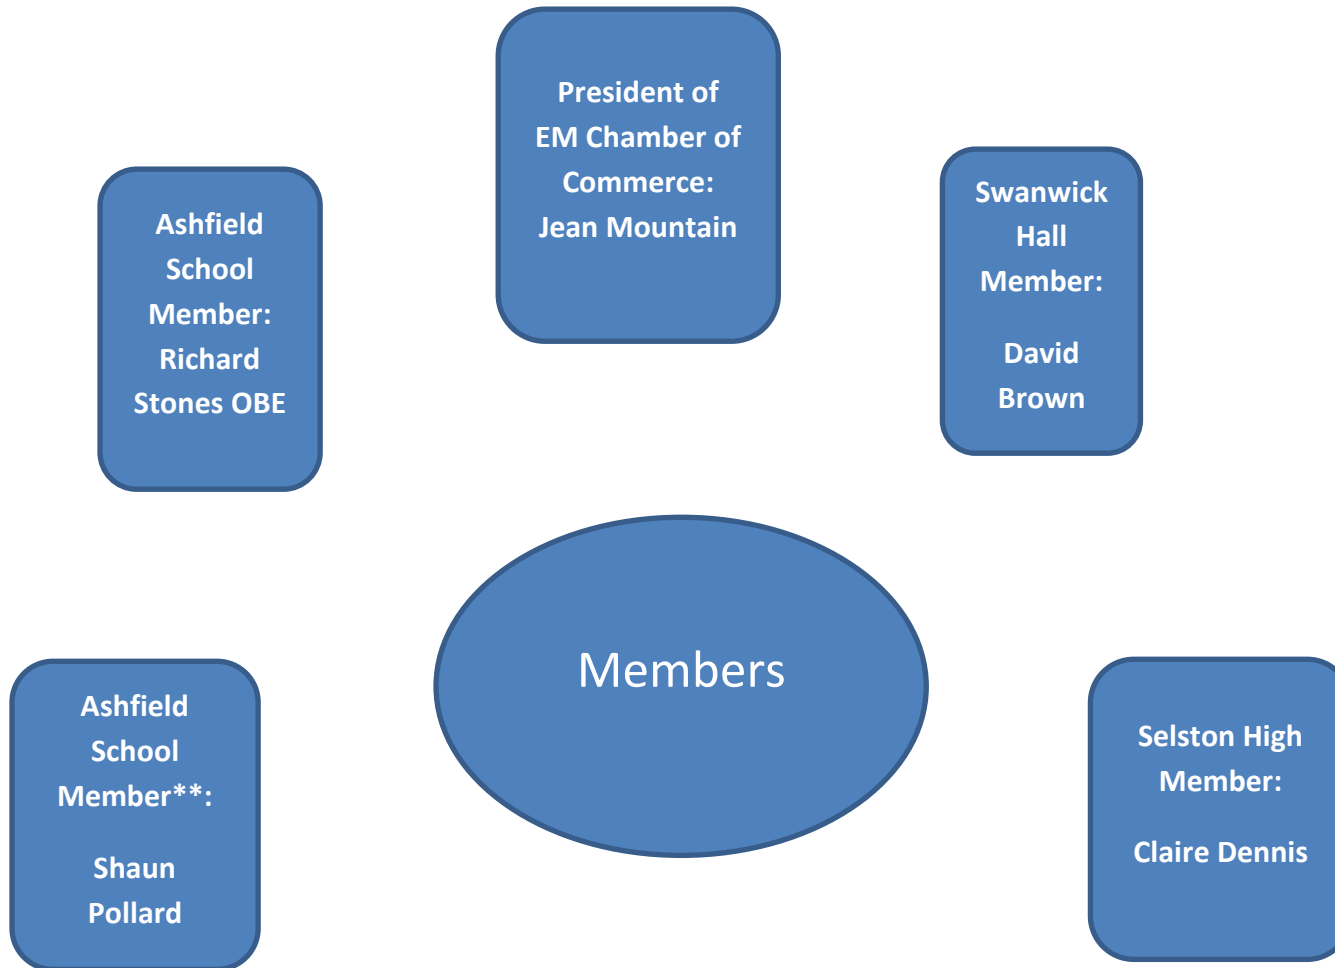 President of
EM Chamber of
Commerce:
Jean Mountain
Ashfield
School
Member:
Richard
Stones OBE
Swanwick
Hall
Member:
David
Brown
Members
Ashfield
School
Member**:
Shaun
Pollard
Selston High
Member:
Claire Dennis